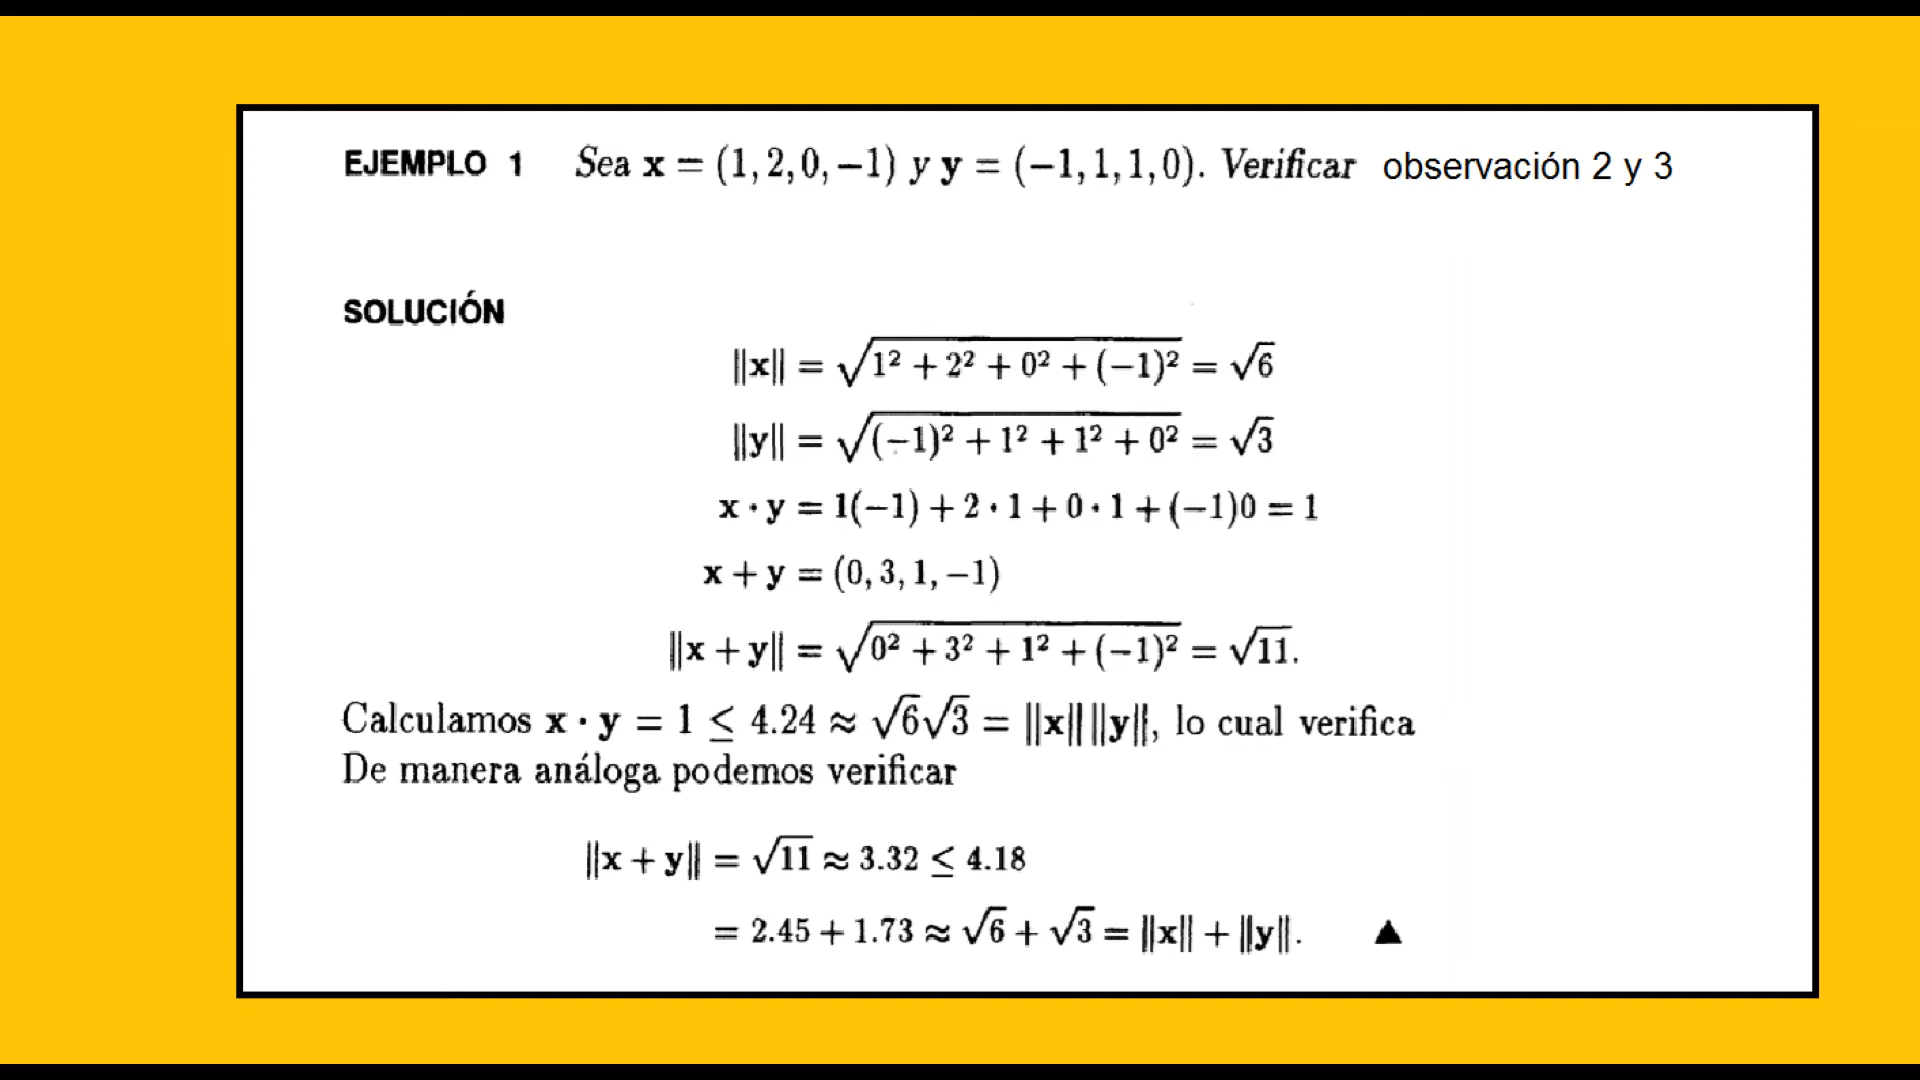 EJEMPLO 1 Sea x = (1, 2, 0, −1) y y = (−1, 1, 1, 0). Verificar observación 2 y 3
SOLUCIÓN
||x|| = √(1² + 2² + 0² + (−1)²) = √6
||y|| = √((−1)² + 1² + 1² + 0²) = √3
x · y = 1(−1) + 2 · 1 + 0 · 1 + (−1)0 = 1
x + y = (0, 3, 1, −1)
||x + y|| = √(0² + 3² + 1² + (−1)²) = √11.
Calculamos x · y = 1 ≤ 4.24 ≈ √6√3 = ||x|| ||y||, lo cual verifica
De manera análoga podemos verificar
||x + y|| = √11 ≈ 3.32 ≤ 4.18
= 2.45 + 1.73 ≈ √6 + √3 = ||x|| + ||y||. ▲